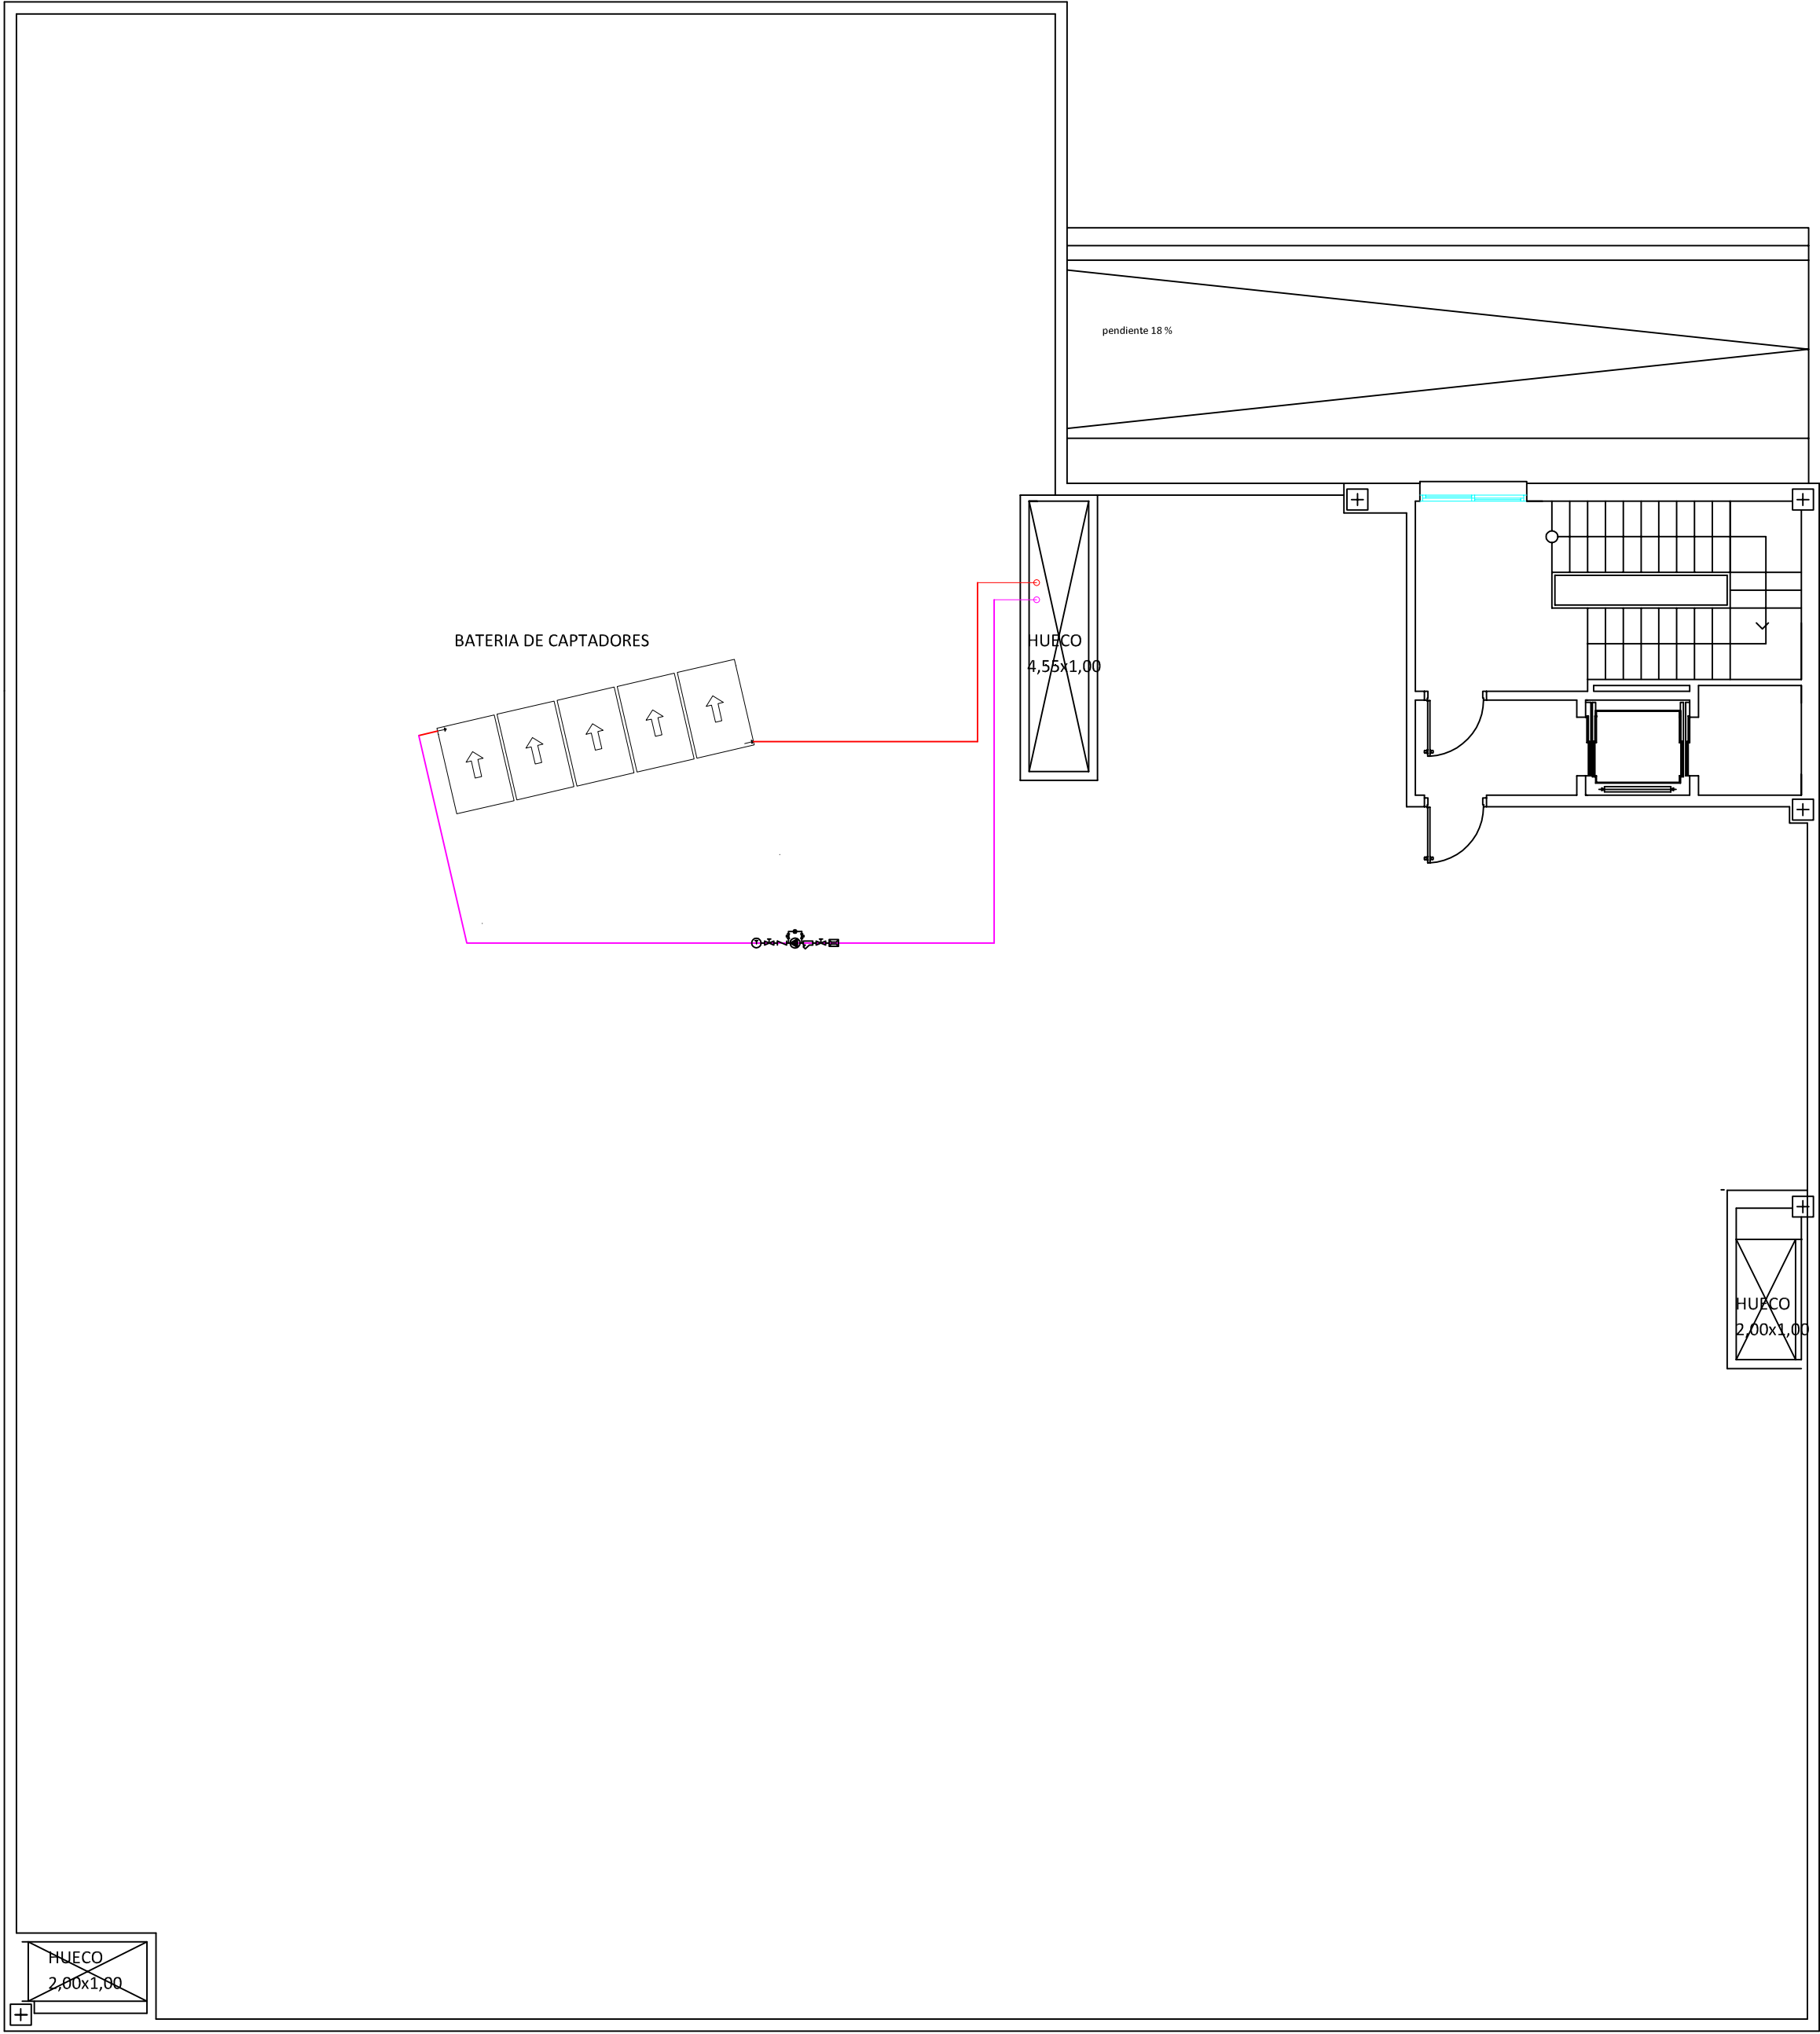 pendiente 18 %
BATERIA DE CAPTADORES
HUECO
4,55x1,00
HUECO
2,00x1,00
HUECO
2,00x1,00